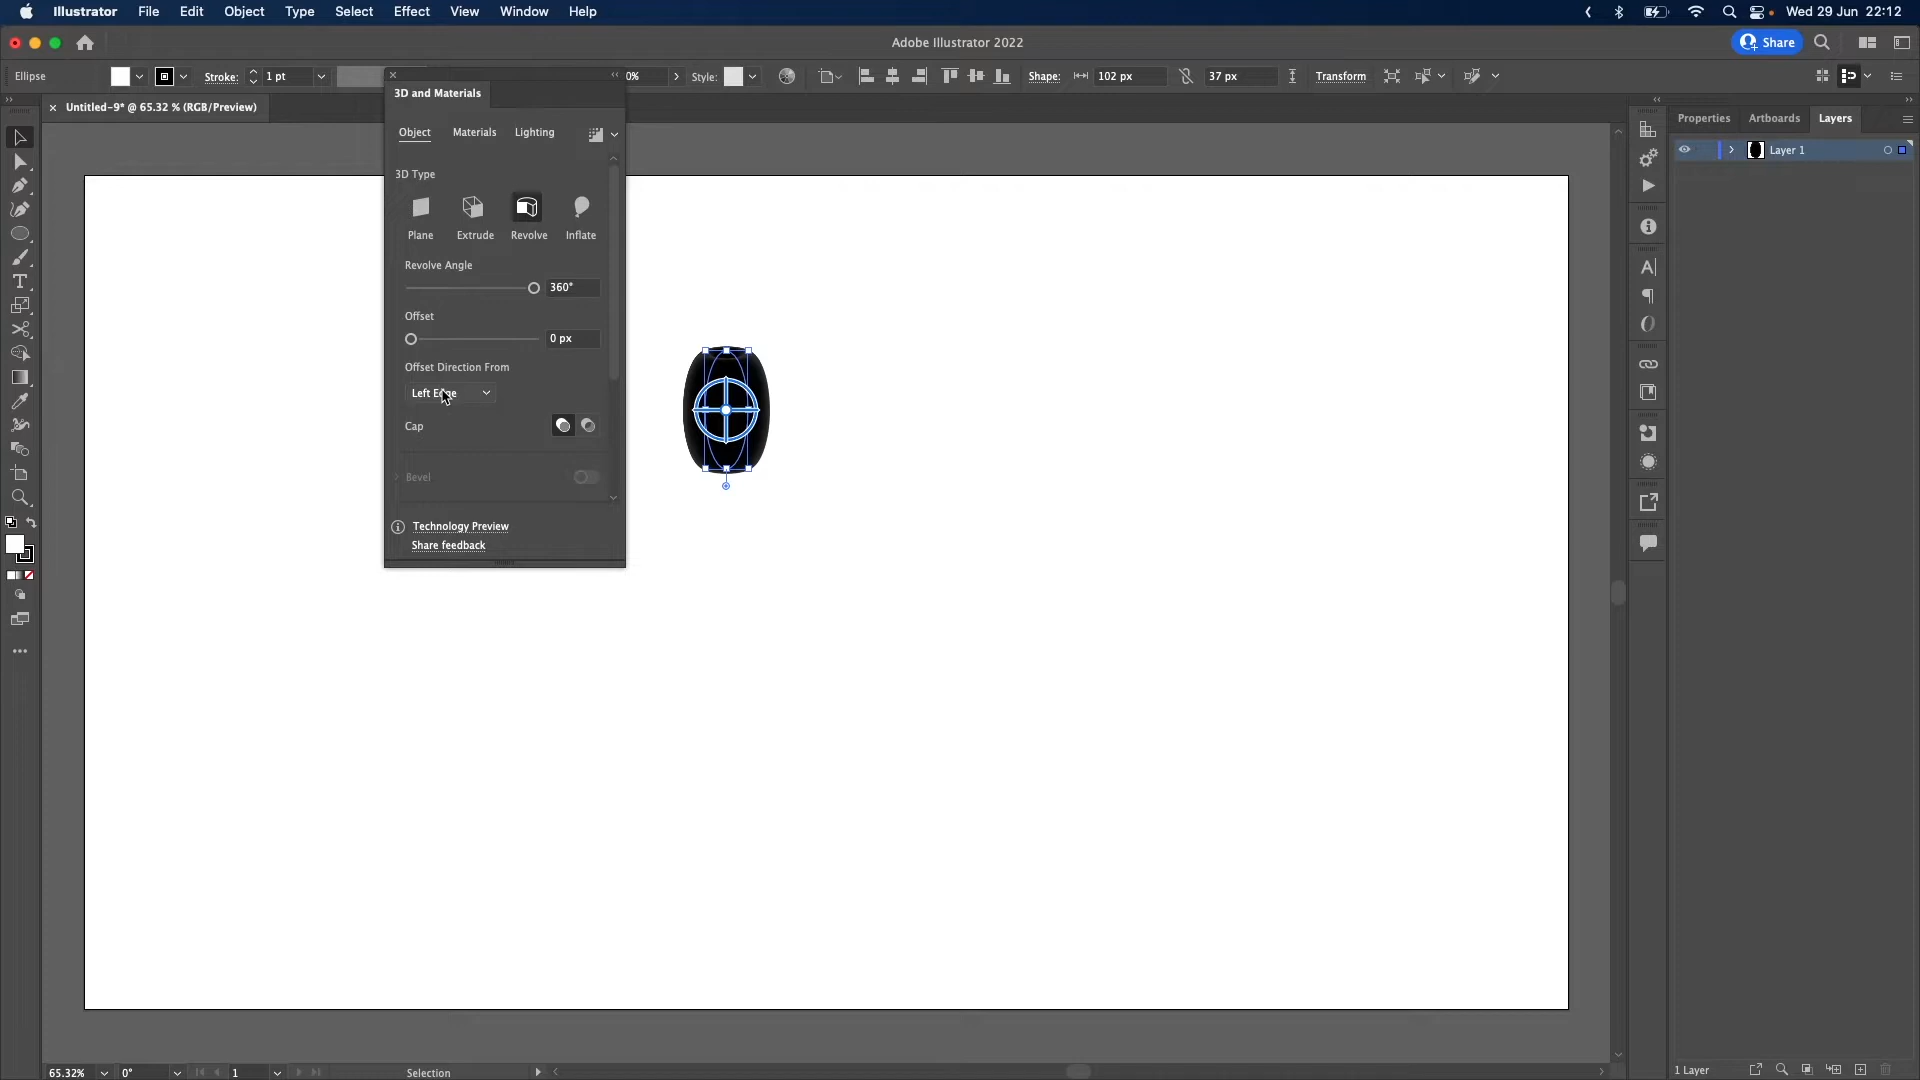 Illustrator File Edit Object Type Select Effect View Window Help
Wed 29 Jun 22:12
Adobe Illustrator 2022
Share
Ellipse
Stroke:
1 pt
0%
Style:
Shape:
102 px
37 px
Transform
Untitled-9* @ 65.32 % (RGB/Preview)
3D and Materials
Object Materials Lighting
3D Type
Plane Extrude Revolve Inflate
Revolve Angle
360°
Offset
0 px
Offset Direction From
Left Edge
Cap
Bevel
Technology Preview
Share feedback
Properties Artboards Layers
Layer 1
65.32%
0°
1
Selection
1 Layer